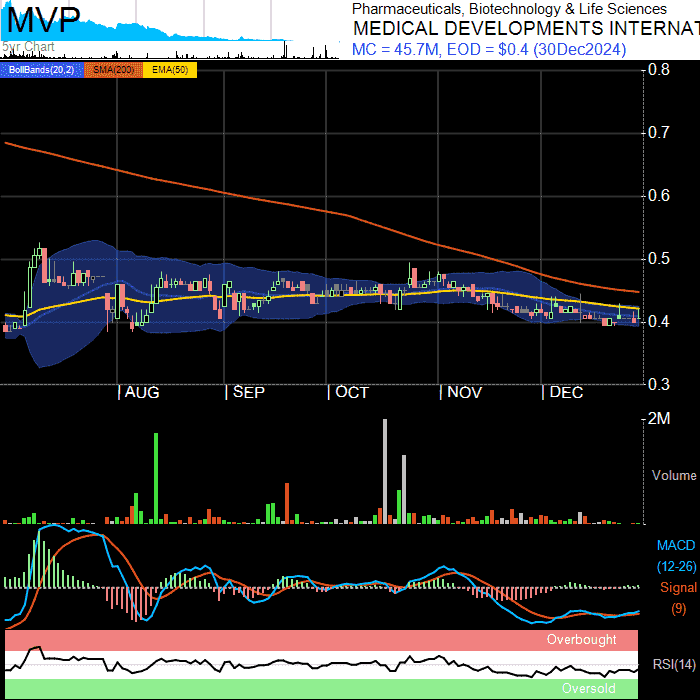 MVP
Pharmaceuticals, Biotechnology & Life Sciences
MEDICAL DEVELOPMENTS INTERNAT
5yr Chart
MC = 45.7M, EOD = $0.4 (30Dec2024)
BollBands(20,2) SMA(200) EMA(50)
0.8
0.7
0.6
0.5
0.4
0.3
AUG SEP OCT NOV DEC
2M
Volume
MACD
(12-26)
Signal
(9)
Overbought
RSI(14)
Oversold